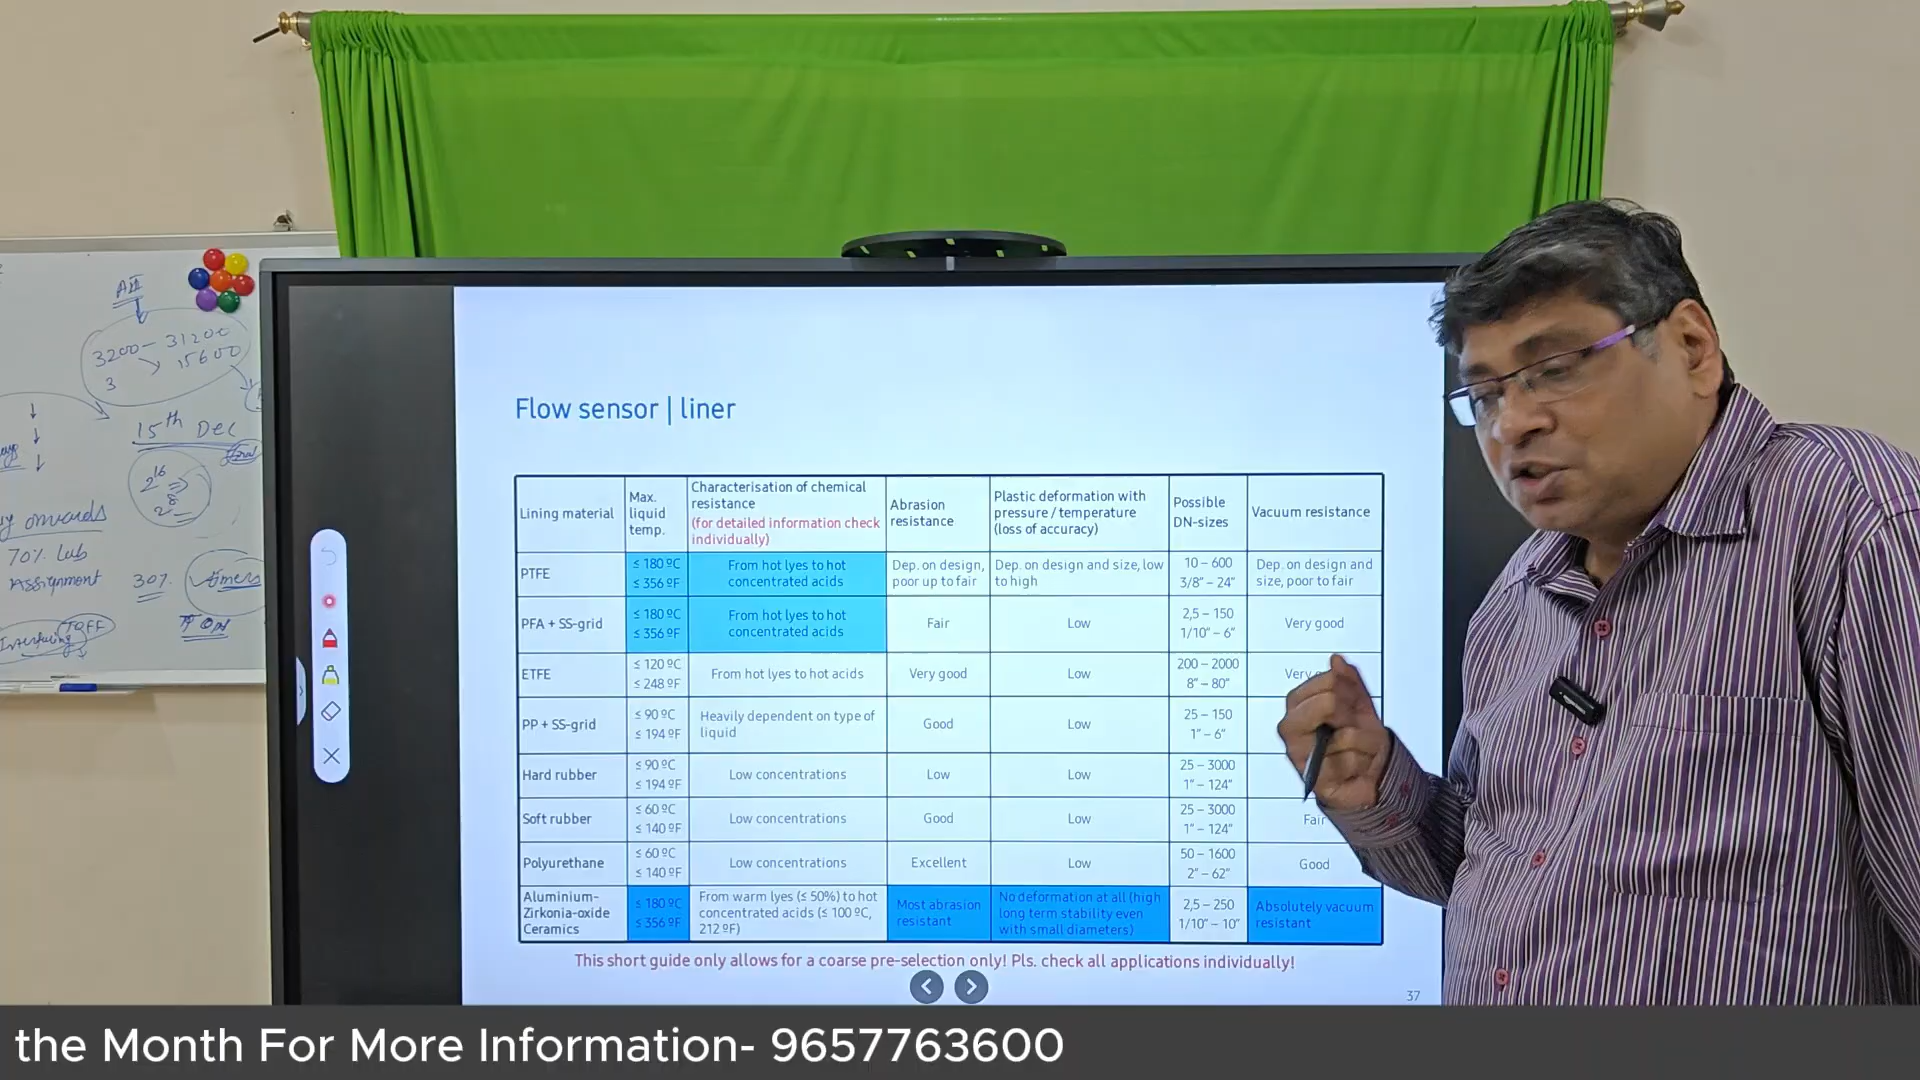 AII
3200 - 31200
3 15600
15th Dec
2^16
2^8
onwards
70% Lab
Assignment 30% Timers
Interfacing TOFF
TON
Flow sensor | liner
Lining material
Max. liquid temp.
Characterisation of chemical resistance
(for detailed information check individually)
Abrasion resistance
Plastic deformation with pressure / temperature (loss of accuracy)
Possible DN-sizes
Vacuum resistance
PTFE
≤ 180 ºC
≤ 356 ºF
From hot lyes to hot
concentrated acids
Dep. on design,
poor up to fair
Dep. on design and size, low
to high
10 – 600
3/8” – 24”
Dep. on design and
size, poor to fair
PFA + SS-grid
≤ 180 ºC
≤ 356 ºF
From hot lyes to hot
concentrated acids
Fair
Low
2,5 – 150
1/10” – 6”
Very good
ETFE
≤ 120 ºC
≤ 248 ºF
From hot lyes to hot acids
Very good
Low
200 – 2000
8” – 80”
Very
PP + SS-grid
≤ 90 ºC
≤ 194 ºF
Heavily dependent on type of
liquid
Good
Low
25 – 150
1” – 6”
Hard rubber
≤ 90 ºC
≤ 194 ºF
Low concentrations
Low
Low
25 – 3000
1” – 124”
Soft rubber
≤ 60 ºC
≤ 140 ºF
Low concentrations
Good
Low
25 – 3000
1” – 124”
Fair
Polyurethane
≤ 60 ºC
≤ 140 ºF
Low concentrations
Excellent
Low
50 – 1600
2” – 62”
Good
Aluminium-
Zirkonia-oxide
Ceramics
≤ 180 ºC
≤ 356 ºF
From warm lyes (≤ 50%) to hot
concentrated acids (≤ 100 ºC,
212 ºF)
Most abrasion
resistant
No deformation at all (high
long term stability even
with small diameters)
2,5 – 250
1/10” – 10”
Absolutely vacuum
resistant
This short guide only allows for a coarse pre-selection only! Pls. check all applications individually!
37
the Month For More Information- 9657763600